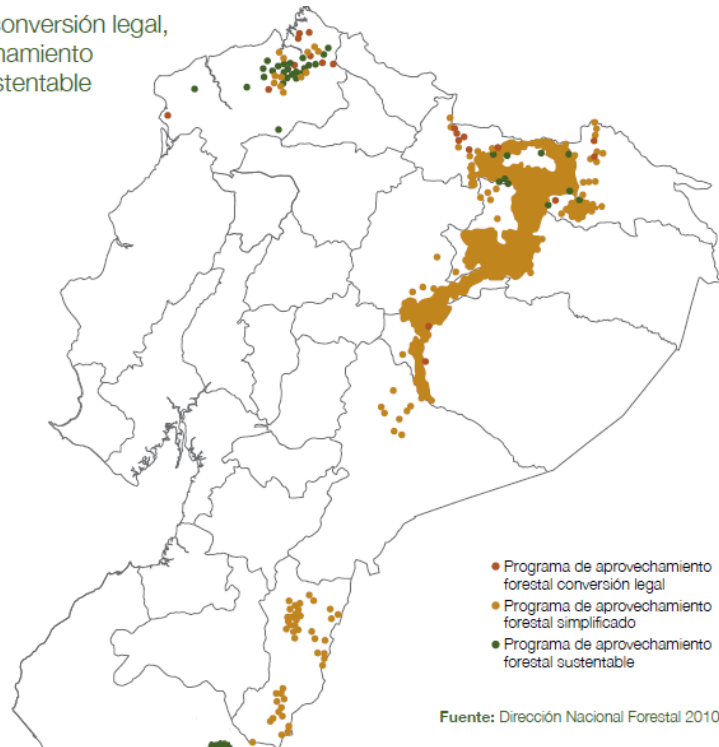 conversión legal,
amiento
stentable
Programa de aprovechamiento
forestal conversión legal
Programa de aprovechamiento
forestal simplificado
Programa de aprovechamiento
forestal sustentable
Fuente: Dirección Nacional Forestal 2010